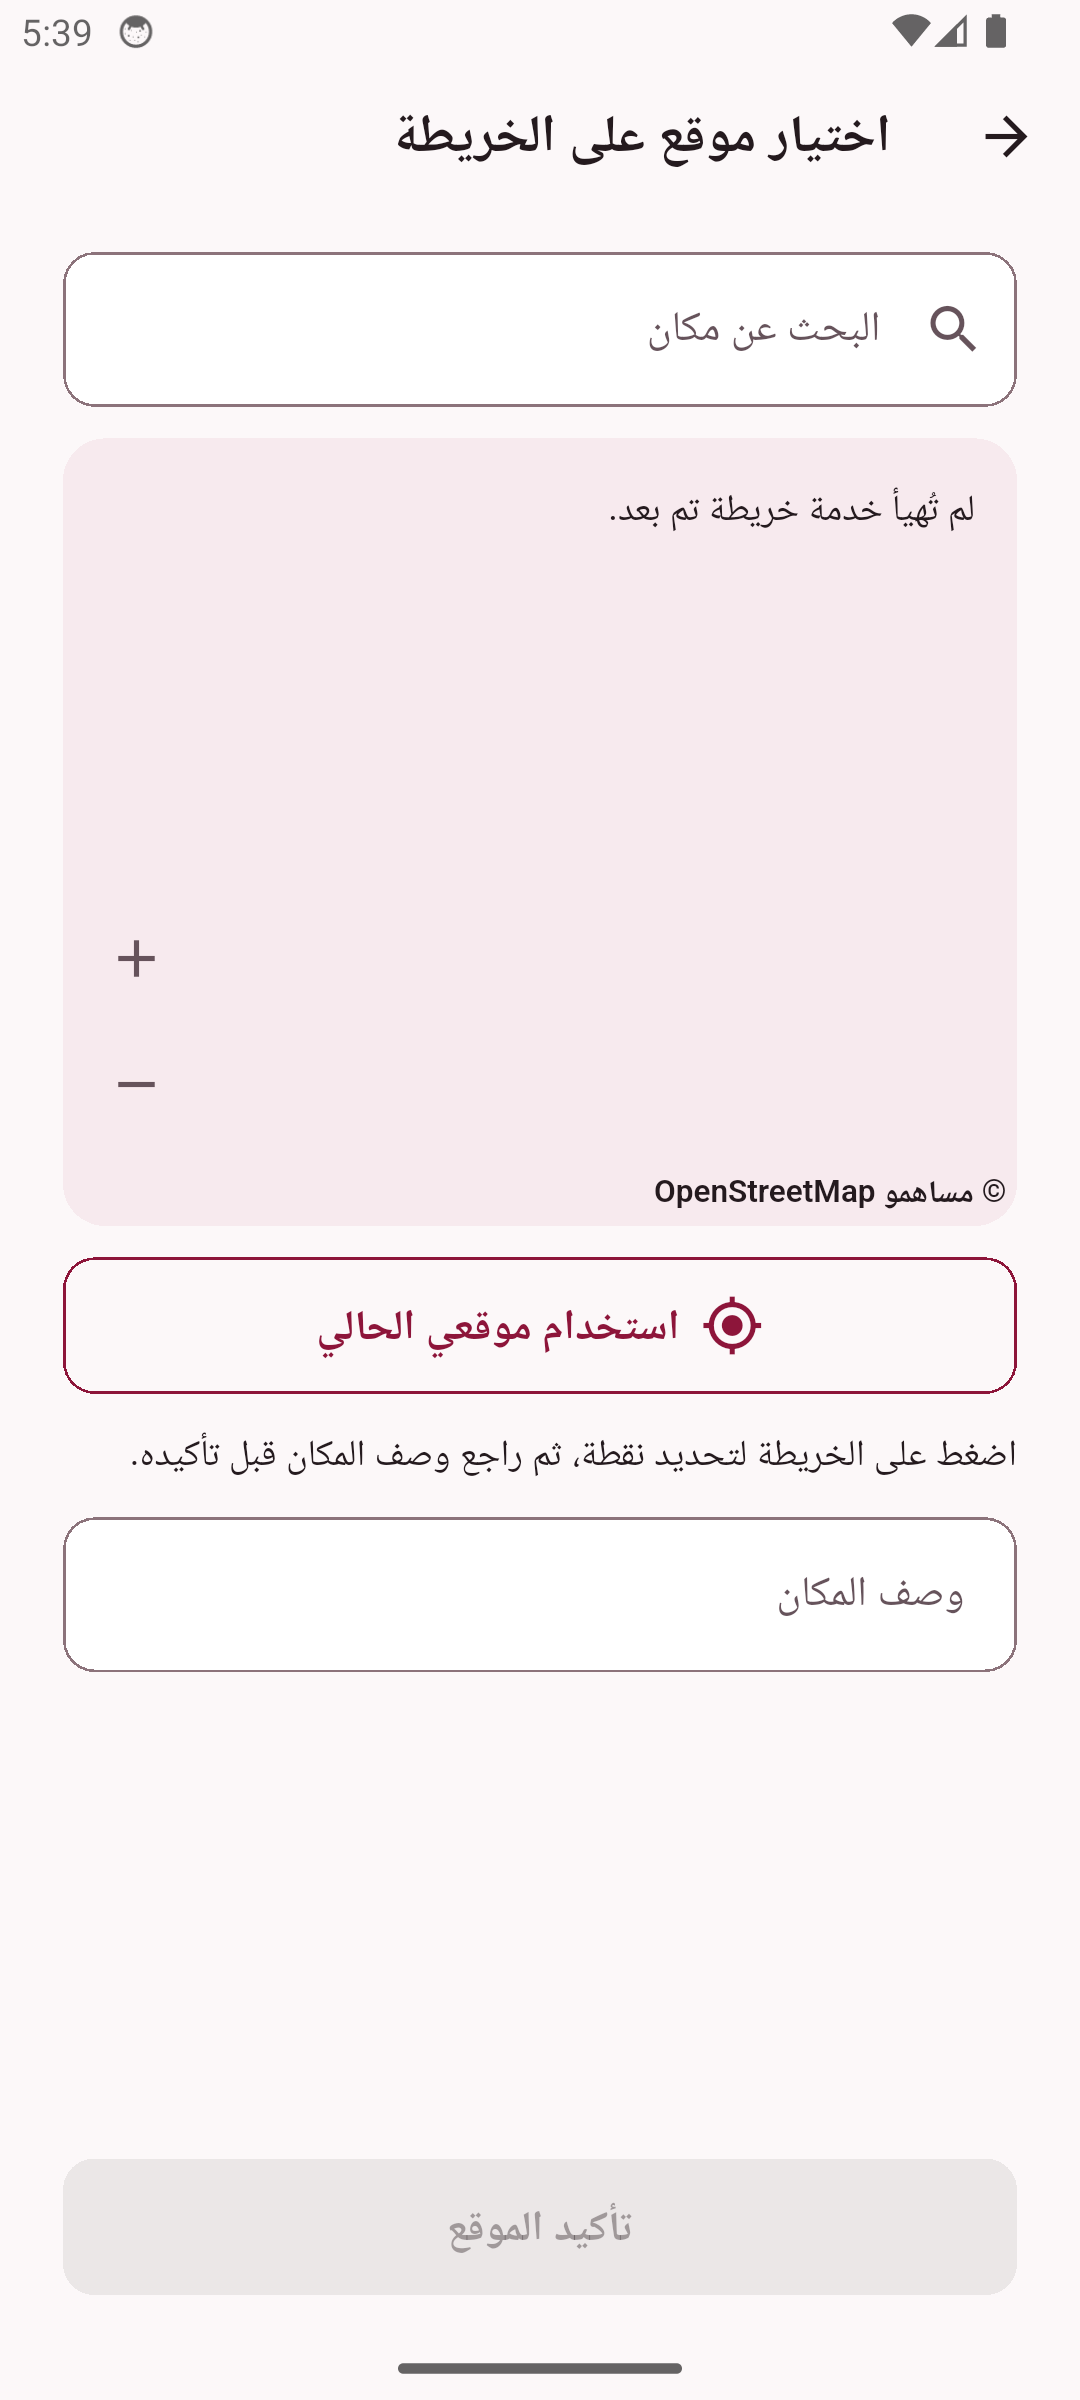 5:39
اختيار موقع على الخريطة
البحث عن مكان
لم تُهيأ خدمة خريطة تم بعد.
© مساهمو OpenStreetMap
استخدام موقعي الحالي
اضغط على الخريطة لتحديد نقطة، ثم راجع وصف المكان قبل تأكيده.
وصف المكان
تأكيد الموقع